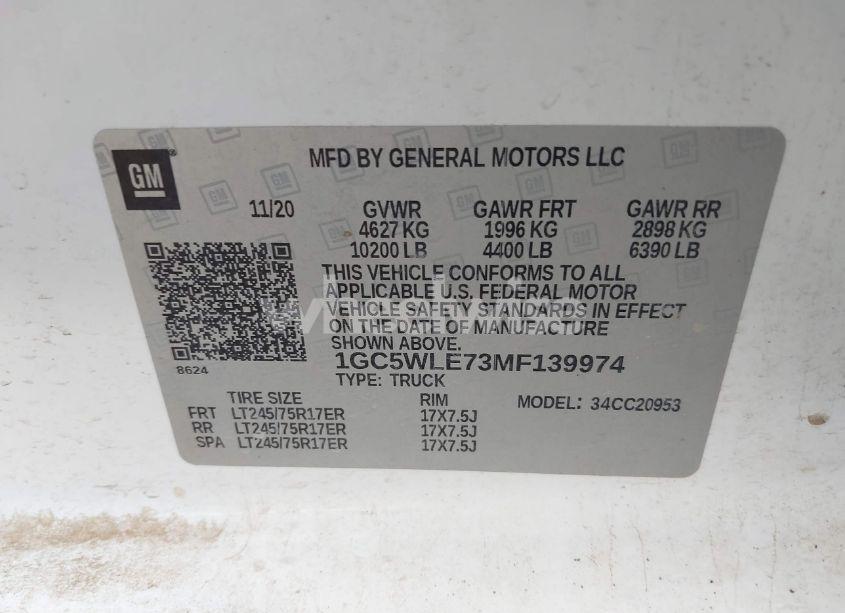 GM
MFD BY GENERAL MOTORS LLC
11/20 GVWR GAWR FRT GAWR RR
4627 KG 1996 KG 2898 KG
10200 LB 4400 LB 6390 LB
THIS VEHICLE CONFORMS TO ALL
APPLICABLE U.S. FEDERAL MOTOR
VEHICLE SAFETY STANDARDS IN EFFECT
ON THE DATE OF MANUFACTURE
SHOWN ABOVE.
8624
1GC5WLE73MF139974
TYPE: TRUCK
TIRE SIZE RIM MODEL: 34CC20953
FRT LT245/75R17ER 17X7.5J
RR LT245/75R17ER 17X7.5J
SPA LT245/75R17ER 17X7.5J